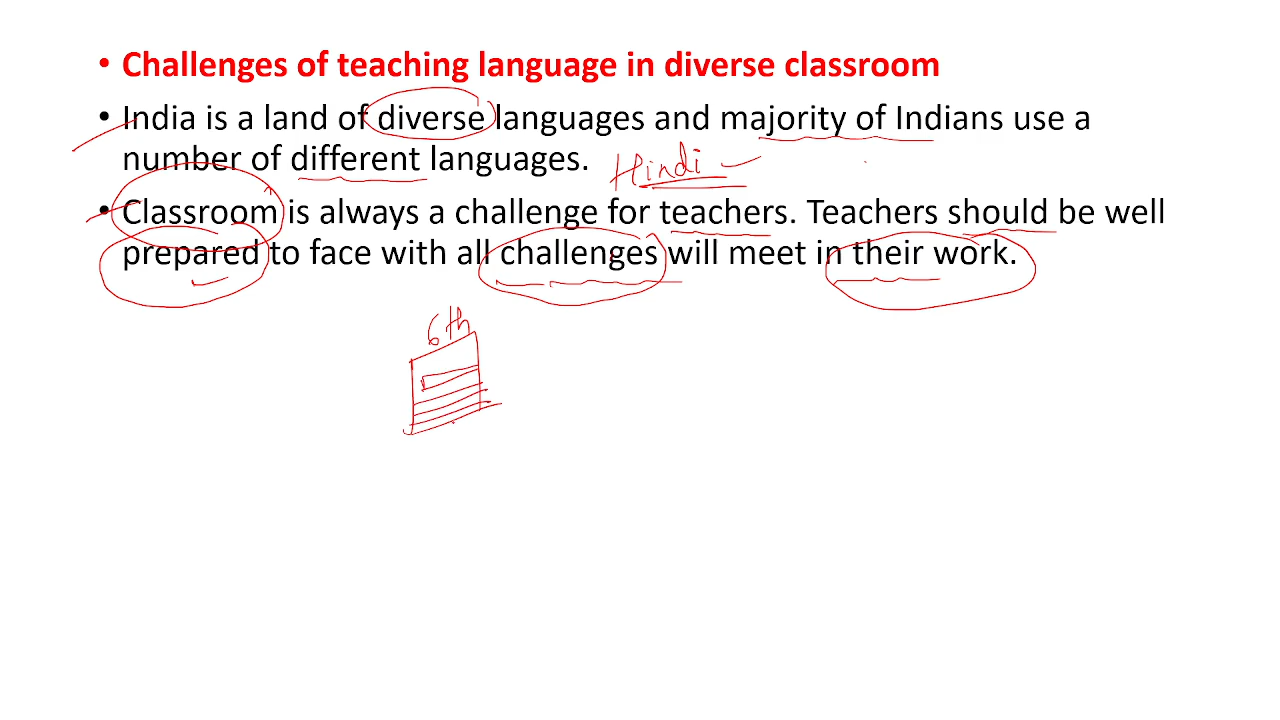 • Challenges of teaching language in diverse classroom
• India is a land of diverse languages and majority of Indians use a
number of different languages.
Hindi
• Classroom is always a challenge for teachers. Teachers should be well
prepared to face with all challenges will meet in their work.
6th